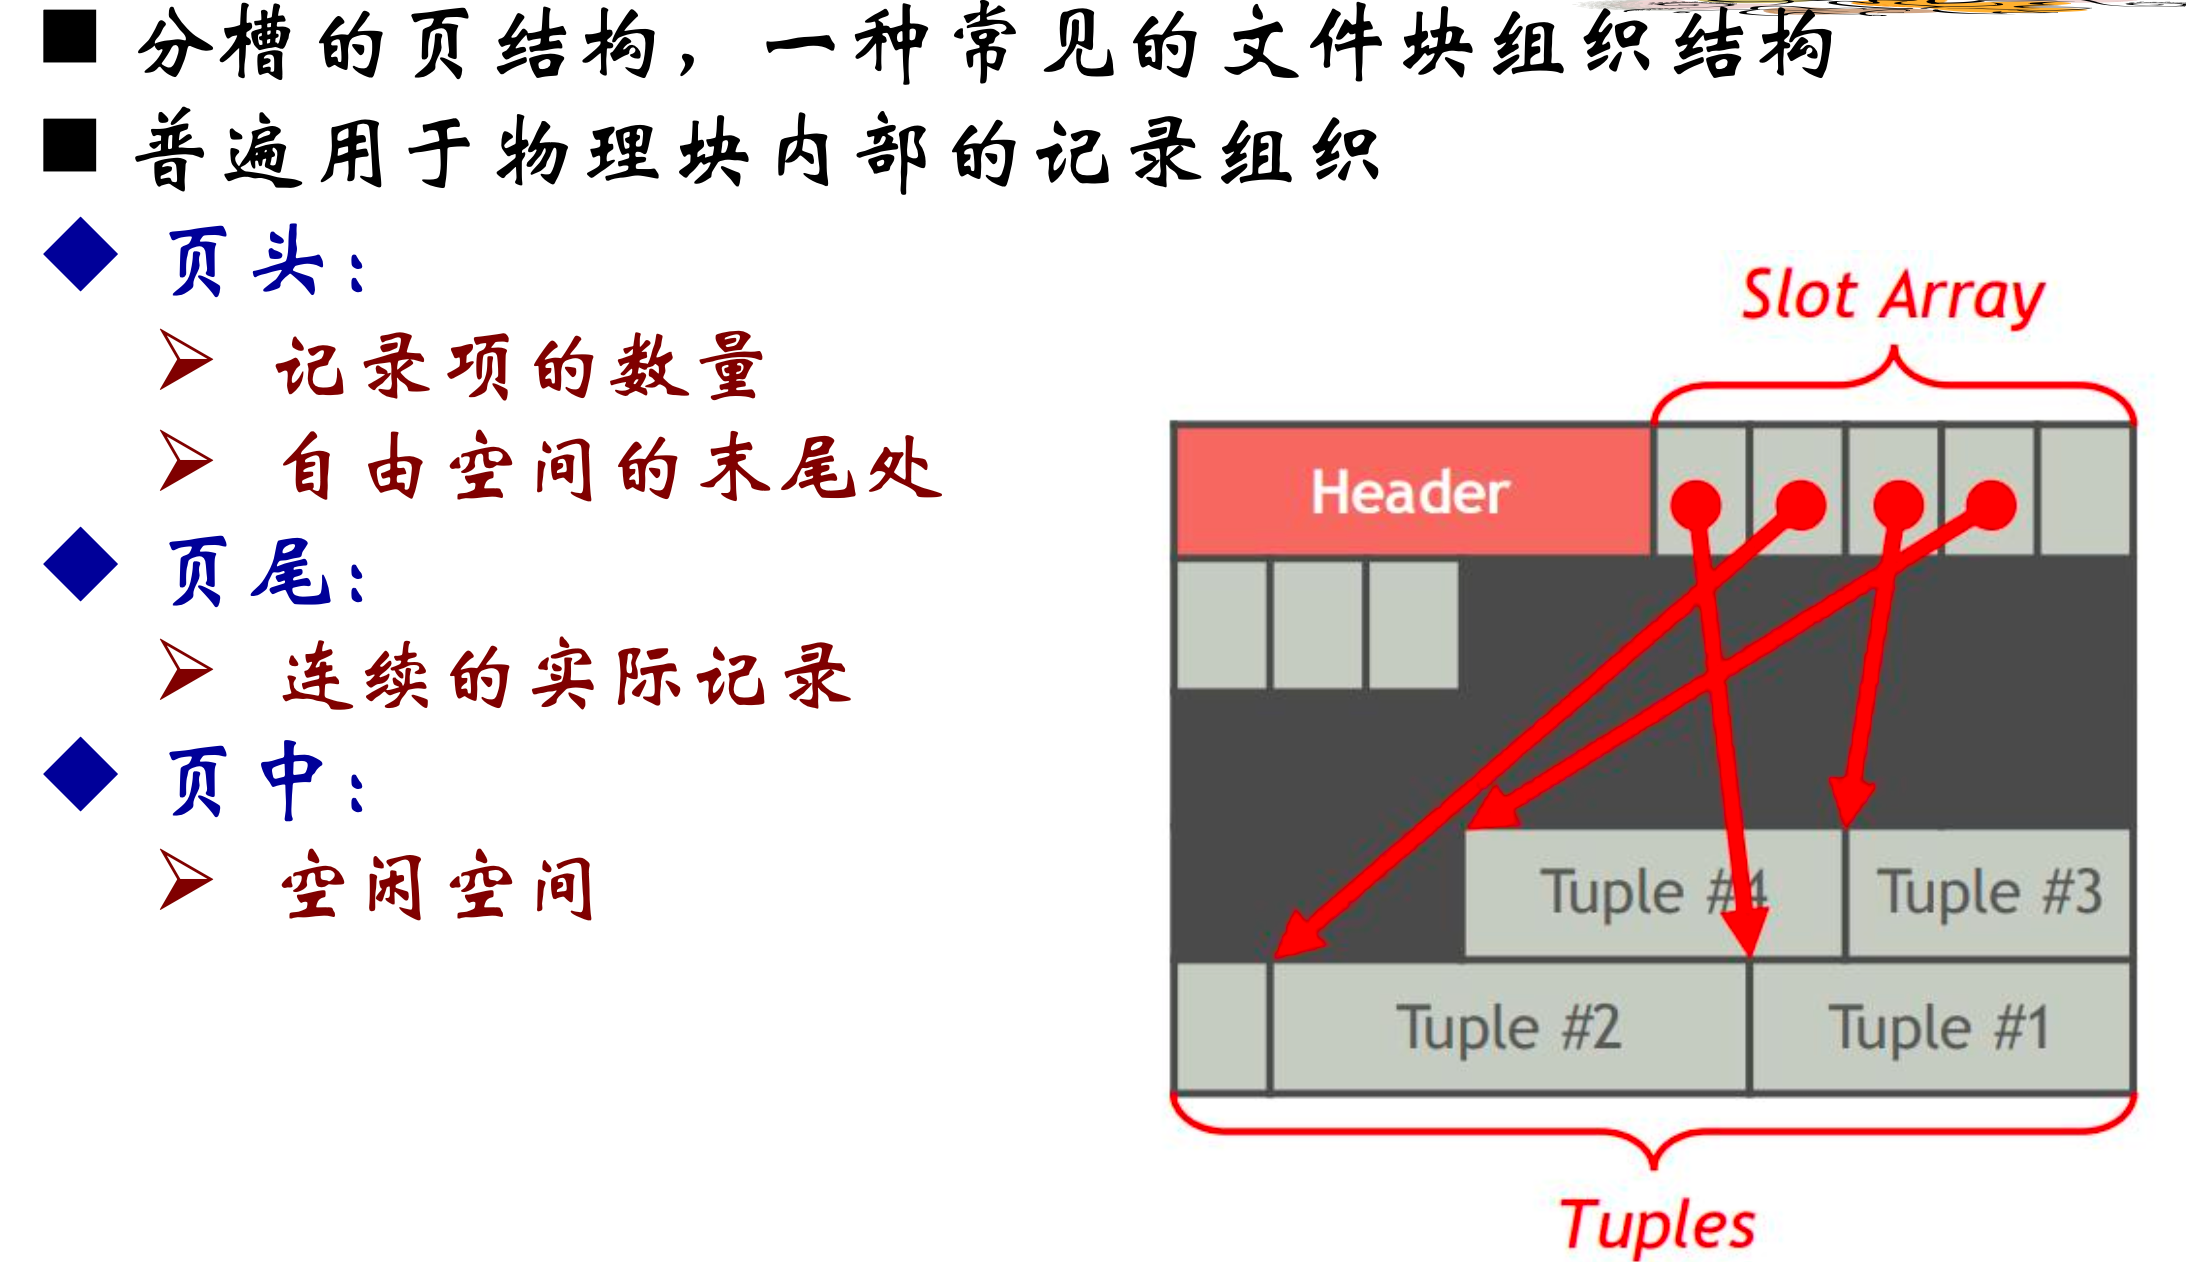 分槽的页结构，一种常见的文件块组织结构
普遍用于物理块内部的记录组织
页头：
记录项的数量
自由空间的末尾处
页尾：
连续的实际记录
页中：
空闲空间
Slot Array
Header
Tuple #4
Tuple #3
Tuple #2
Tuple #1
Tuples